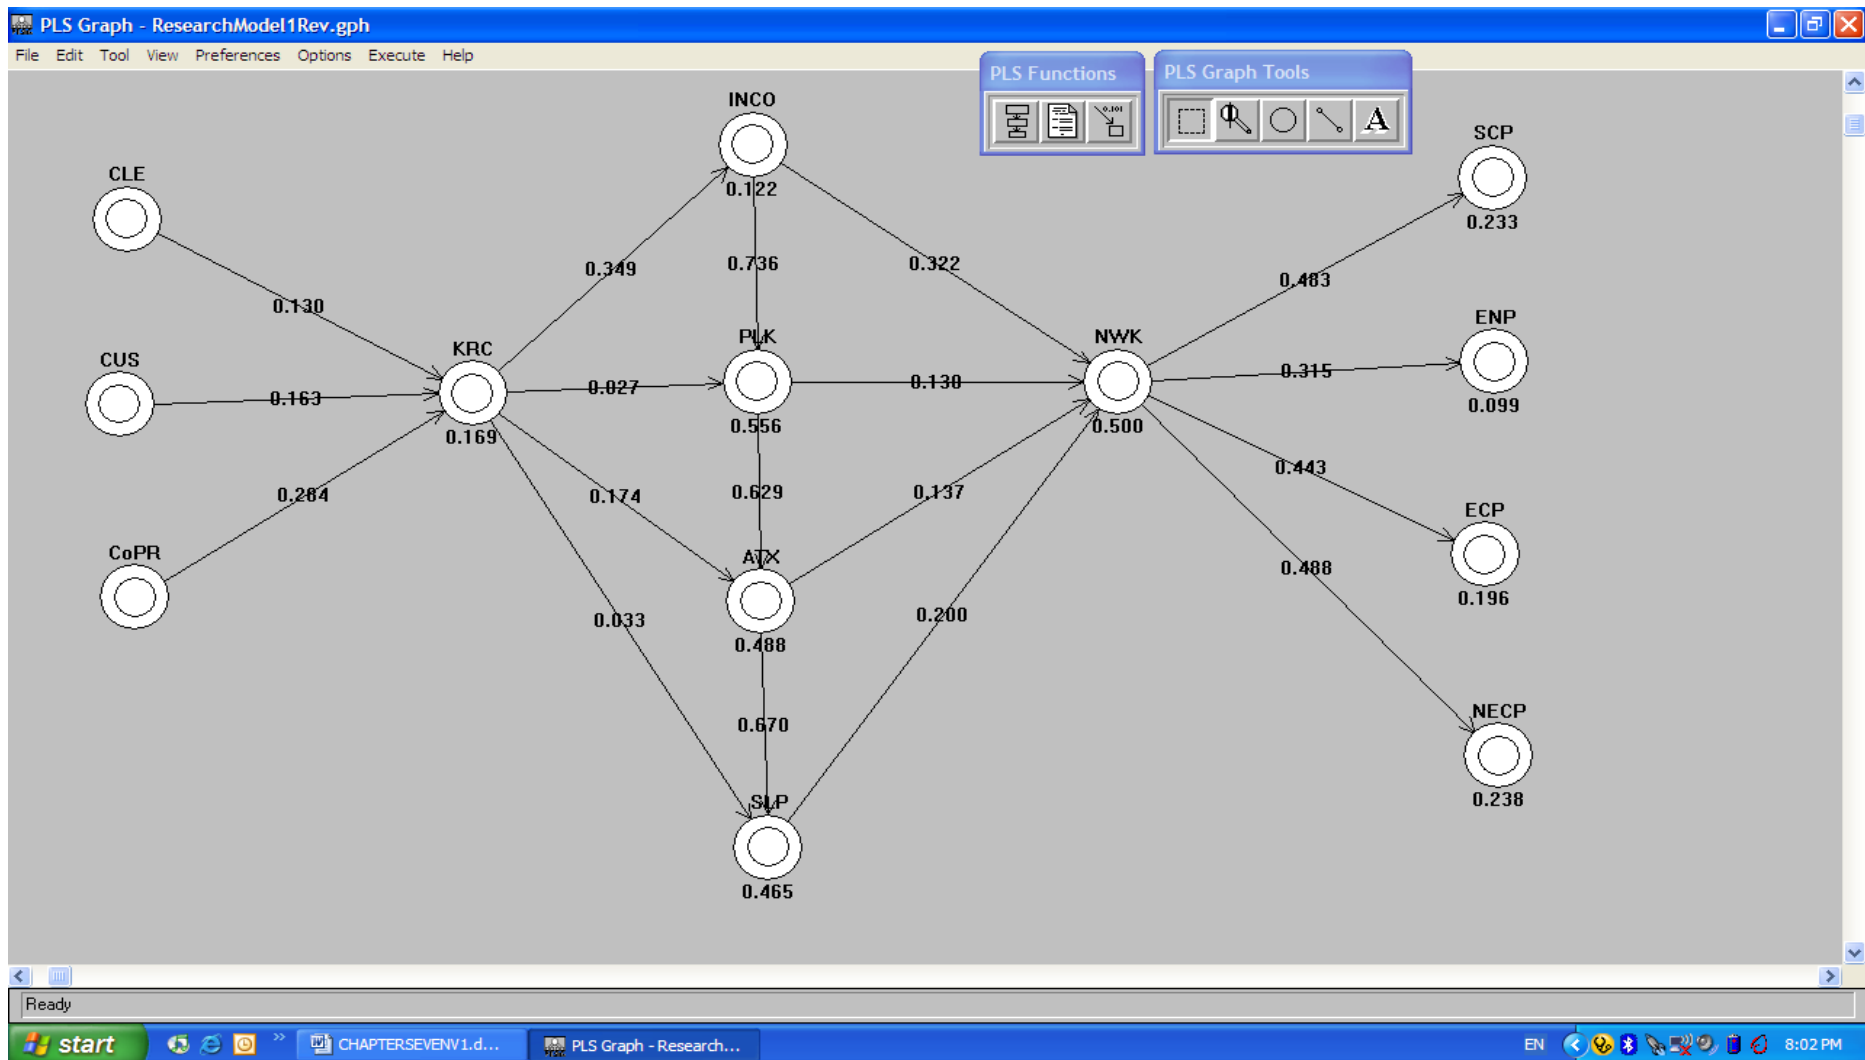 PLS Graph - ResearchModel1Rev.gph
File Edit Tool View Preferences Options Execute Help
PLS Functions
PLS Graph Tools
0.101
A
INCO
0.122
SCP
0.233
CLE
0.349
0.736
0.322
0.483
0.130
PLK
0.556
NWK
0.500
ENP
0.099
CUS
KRC
0.169
0.163
0.027
0.130
0.315
0.443
CoPR
0.284
0.174
0.629
0.137
ECP
0.196
ATX
0.488
0.033
0.200
0.488
0.670
NECP
0.238
SLP
0.465
Ready
start
CHAPTERSEVENV1.d...
PLS Graph - Research...
EN
8:02 PM